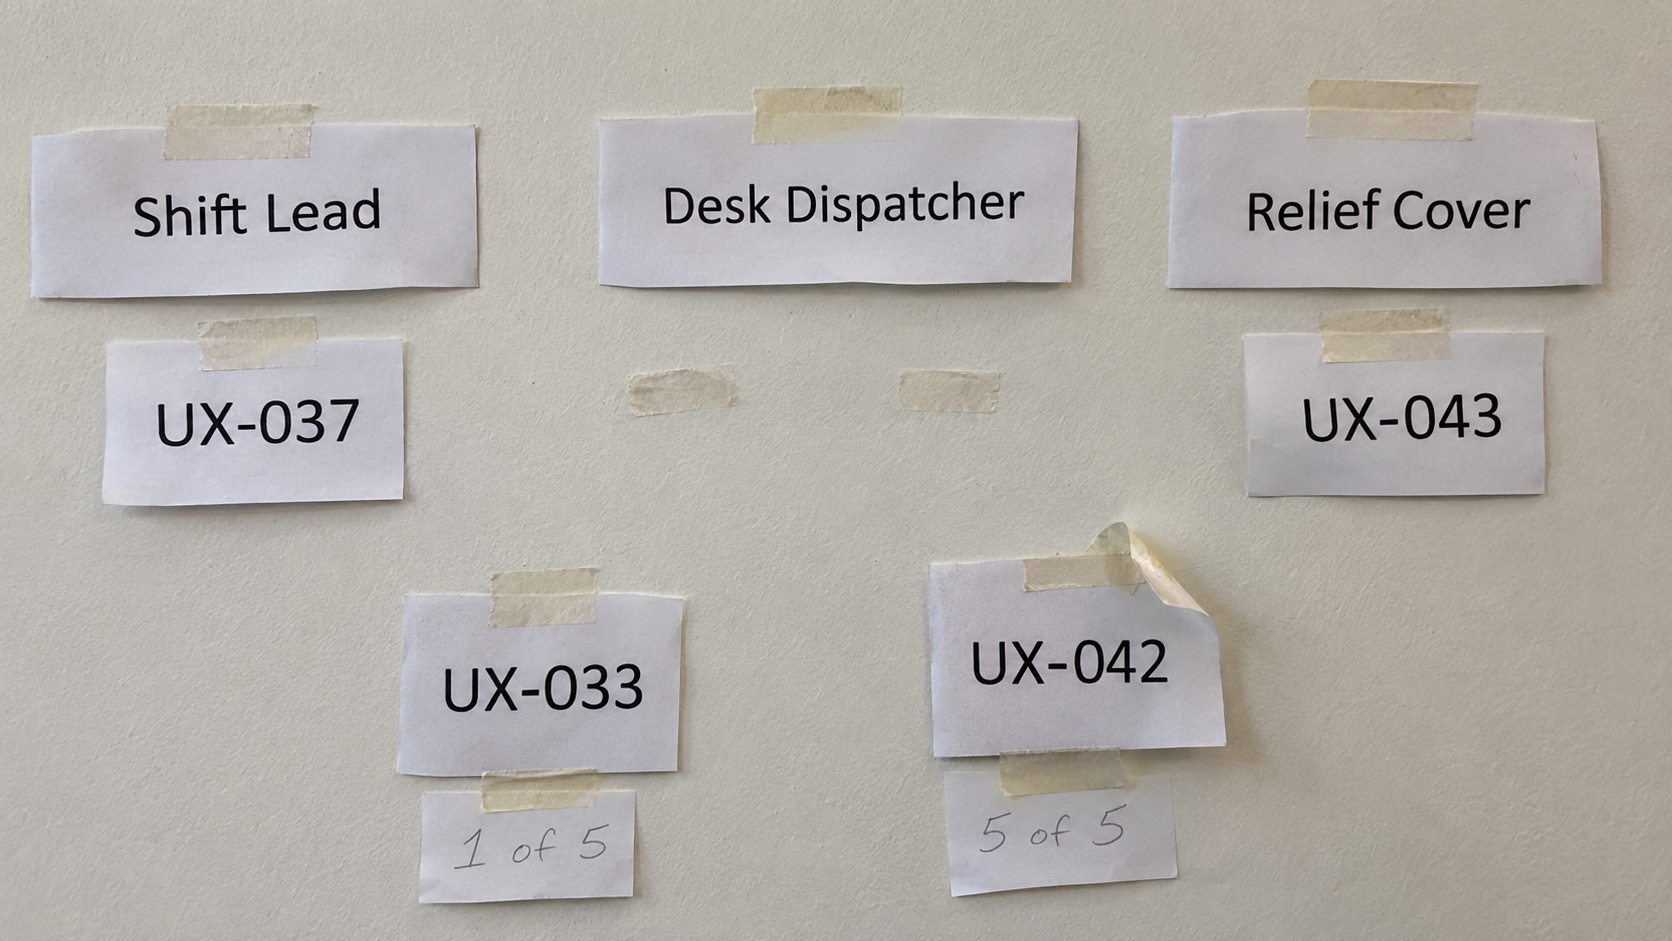 Shift Lead
Desk Dispatcher
Relief Cover
UX-037
UX-043
UX-033
UX-042
1 of 5
5 of 5